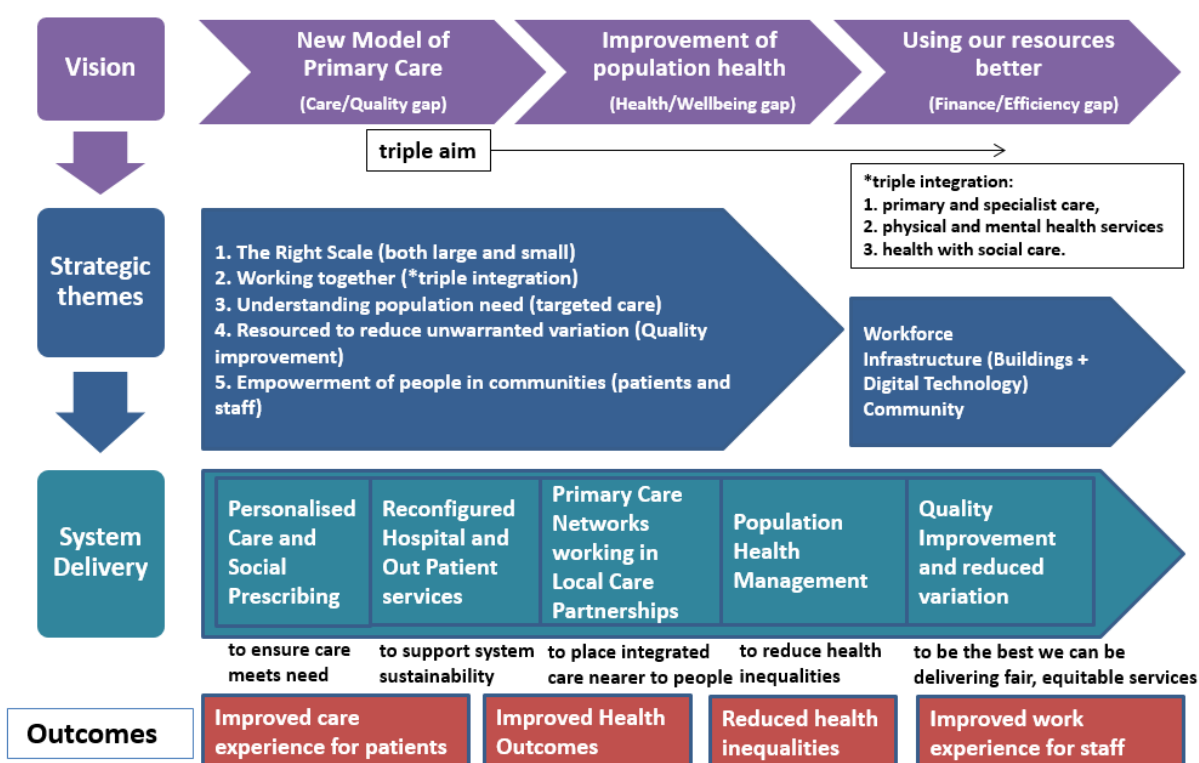 Vision
New Model of
Primary Care
(Care/Quality gap)
Improvement of
population health
(Health/Wellbeing gap)
Using our resources
better
(Finance/Efficiency gap)
triple aim
*triple integration:
1. primary and specialist care,
2. physical and mental health services
3. health with social care.
Strategic
themes
1. The Right Scale (both large and small)
2. Working together (*triple integration)
3. Understanding population need (targeted care)
4. Resourced to reduce unwarranted variation (Quality
improvement)
5. Empowerment of people in communities (patients and
staff)
Workforce
Infrastructure (Buildings +
Digital Technology)
Community
System
Delivery
Personalised
Care and
Social
Prescribing
Reconfigured
Hospital and
Out Patient
services
Primary Care
Networks
working in
Local Care
Partnerships
Population
Health
Management
Quality
Improvement
and reduced
variation
to ensure care
meets need
to support system
sustainability
to place integrated
care nearer to people
to reduce health
inequalities
to be the best we can be
delivering fair, equitable services
Outcomes
Improved care
experience for patients
Improved Health
Outcomes
Reduced health
inequalities
Improved work
experience for staff